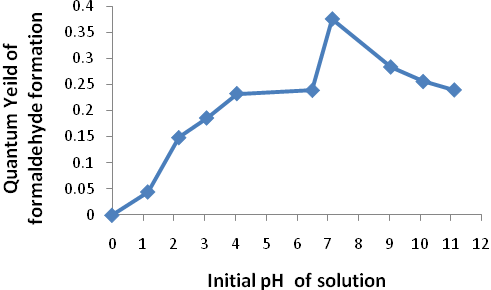 Quantum Yeild of
formaldehyde formation
0.4
0.35
0.3
0.25
0.2
0.15
0.1
0.05
0
0 1 2 3 4 5 6 7 8 9 10 11 12
Initial pH of solution